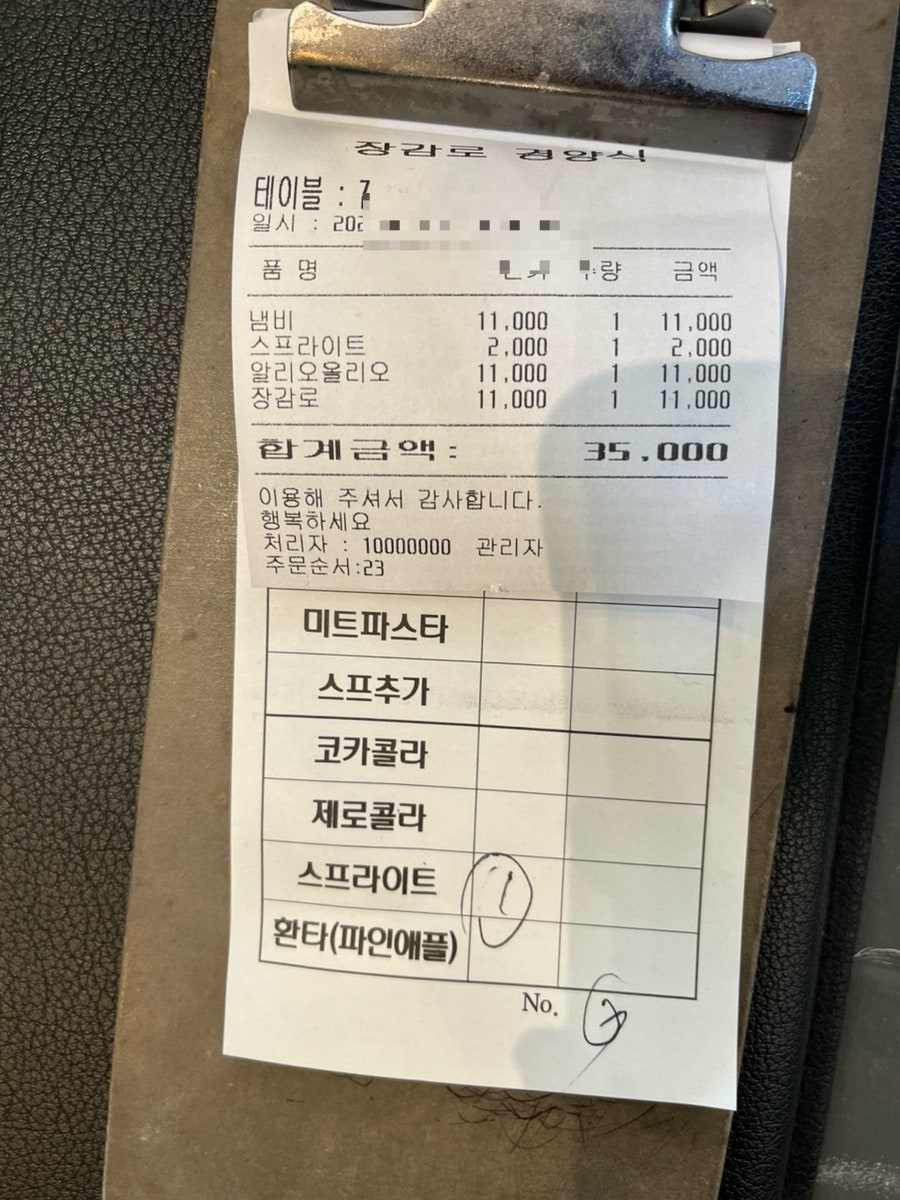 장감로 경양식
테이블 : 7
일시 : 202
품 명 금액
냄비 11,000 1 11,000
스프라이트 2,000 1 2,000
알리오올리오 11,000 1 11,000
장감로 11,000 1 11,000
합계금액: 35,000
이용해 주셔서 감사합니다.
행복하세요
처리자 : 10000000 관리자
주문순서:23
미트파스타
스프추가
코카콜라
제로콜라
스프라이트 1
환타(파인애플)
No. 7